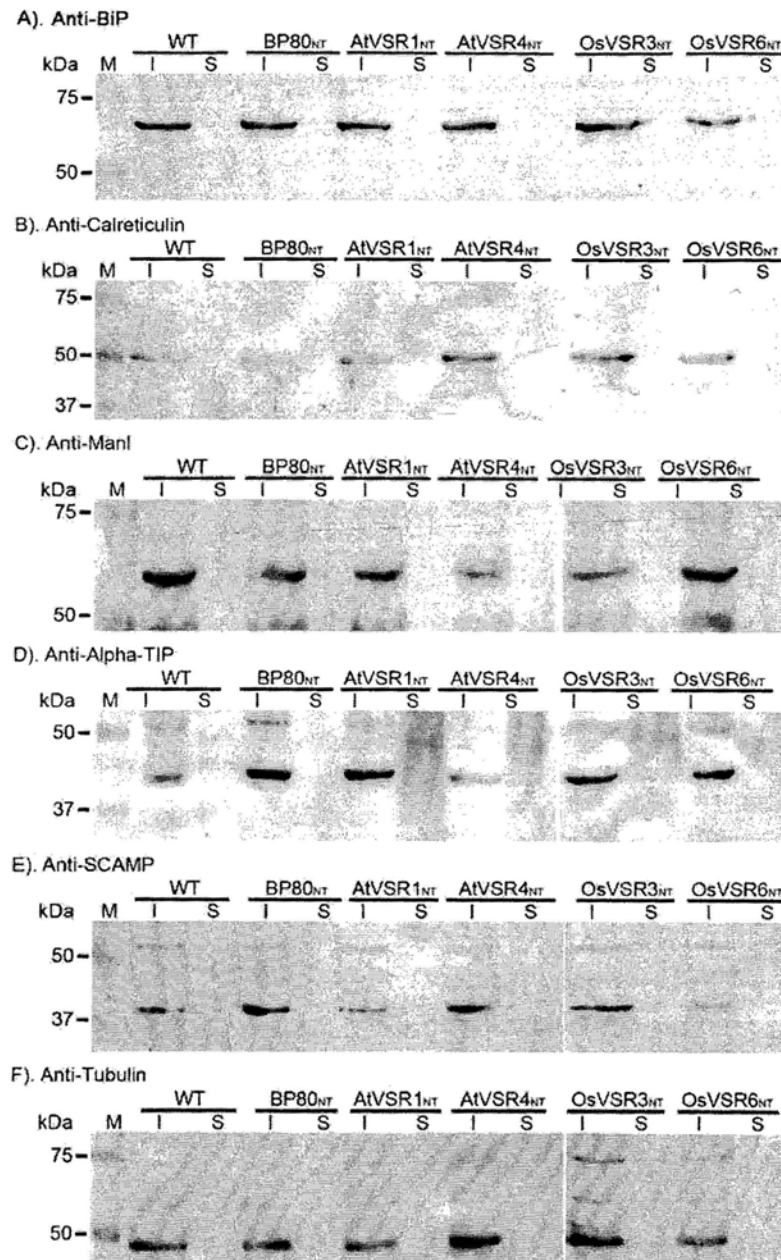 A). Anti-BiP
WT BP80NT AtVSR1NT AtVSR4NT OsVSR3NT OsVSR6NT
kDa M I S I S I S I S I S I S
75
50
B). Anti-Calreticulin
WT BP80NT AtVSR1NT AtVSR4NT OsVSR3NT OsVSR6NT
kDa M I S I S I S I S I S I S
75
50
37
C). Anti-ManI
WT BP80NT AtVSR1NT AtVSR4NT OsVSR3NT OsVSR6NT
kDa M I S I S I S I S I S I S
75
50
D). Anti-Alpha-TIP
WT BP80NT AtVSR1NT AtVSR4NT OsVSR3NT OsVSR6NT
kDa M I S I S I S I S I S I S
50
37
E). Anti-SCAMP
WT BP80NT AtVSR1NT AtVSR4NT OsVSR3NT OsVSR6NT
kDa M I S I S I S I S I S I S
50
37
F). Anti-Tubulin
WT BP80NT AtVSR1NT AtVSR4NT OsVSR3NT OsVSR6NT
kDa M I S I S I S I S I S I S
75
50